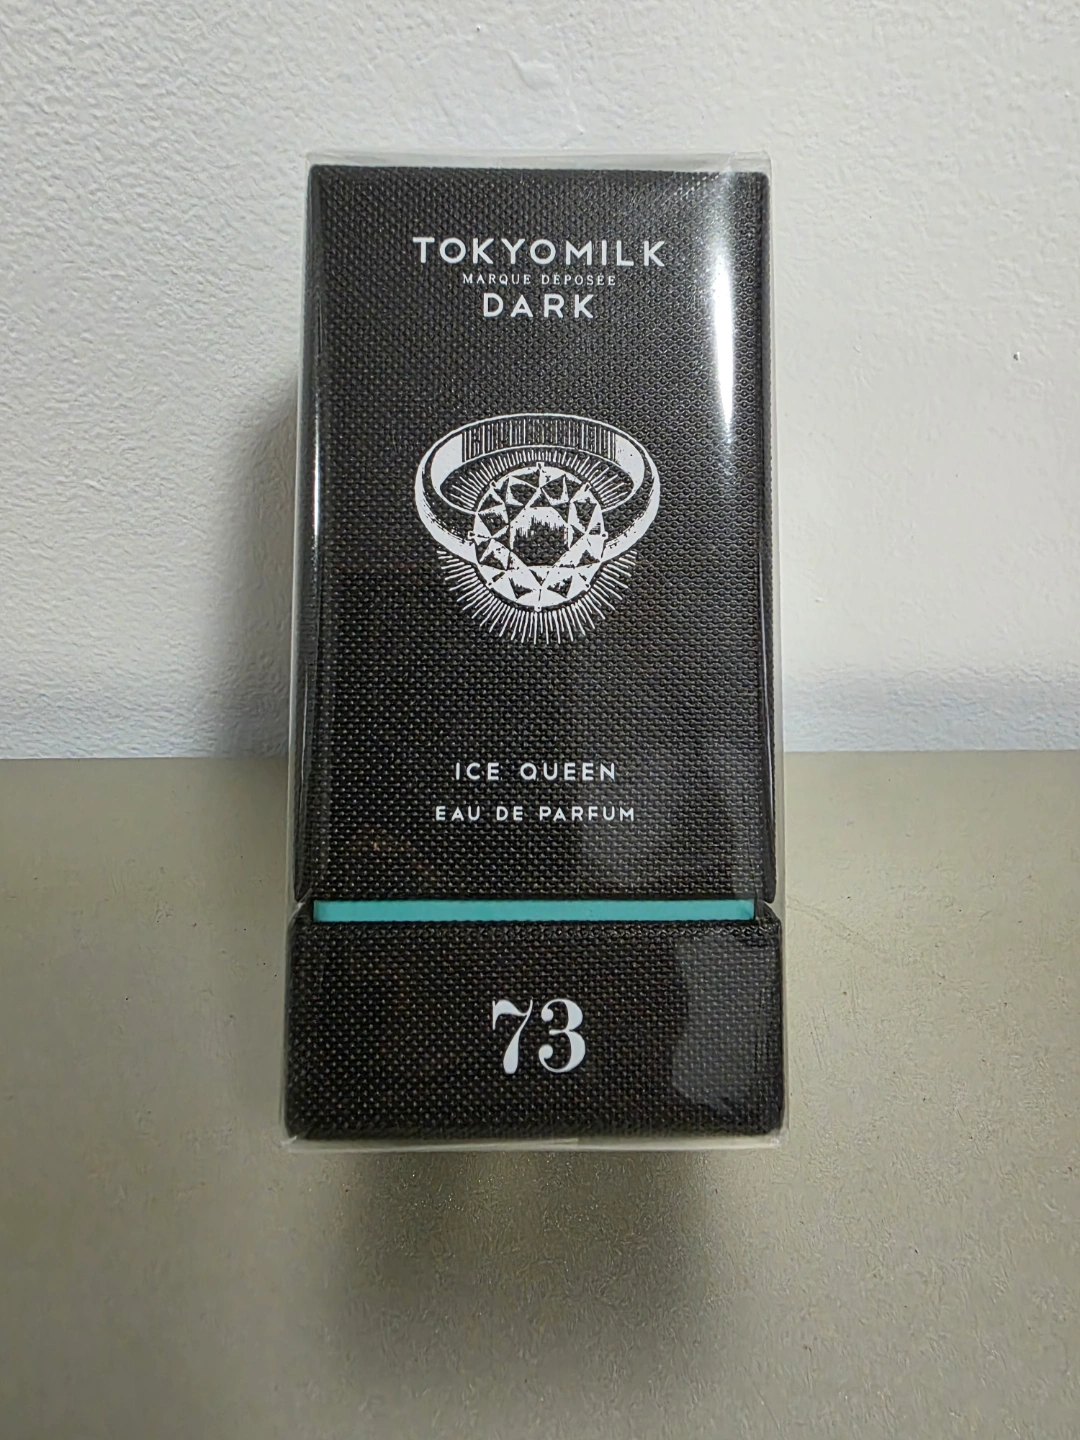 TOKYOMILK
MARQUE DÉPOSÉE
DARK
ICE QUEEN
EAU DE PARFUM
73